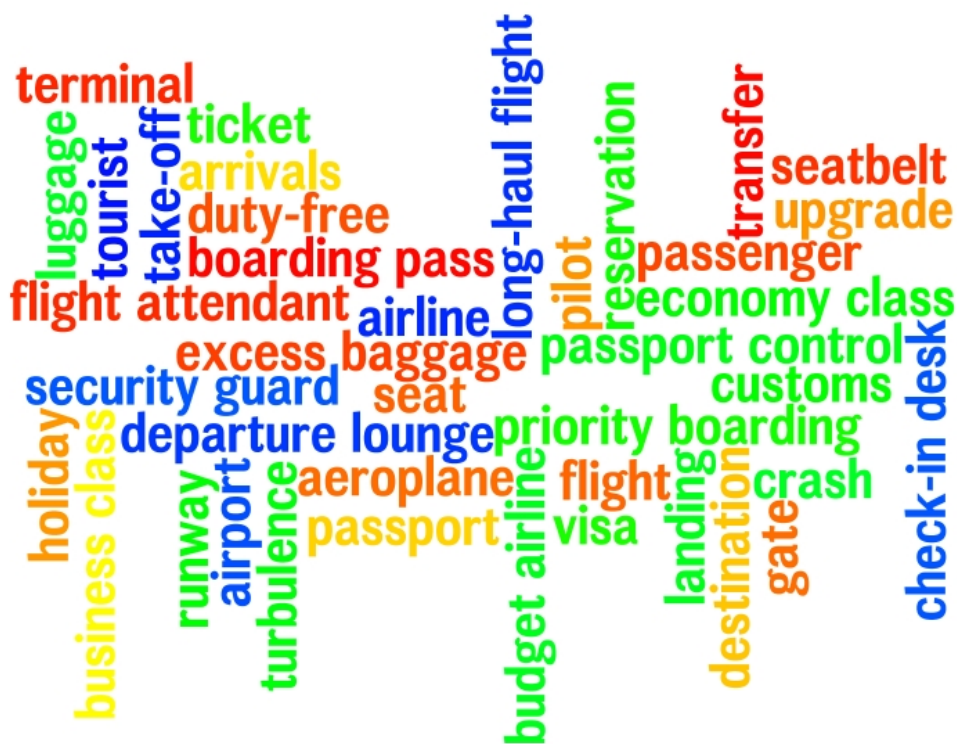 terminal
luggage
tourist
take-off
ticket
arrivals
duty-free
boarding pass
long-haul flight
reservation
transfer
seatbelt
upgrade
pilot
passenger
flight attendant
airline
economy class
excess baggage
passport control
security guard
seat
customs
check-in desk
holiday
business class
departure lounge
priority boarding
runway
airport
turbulence
aeroplane
passport
budget airline
flight
visa
landing
destination
crash
gate